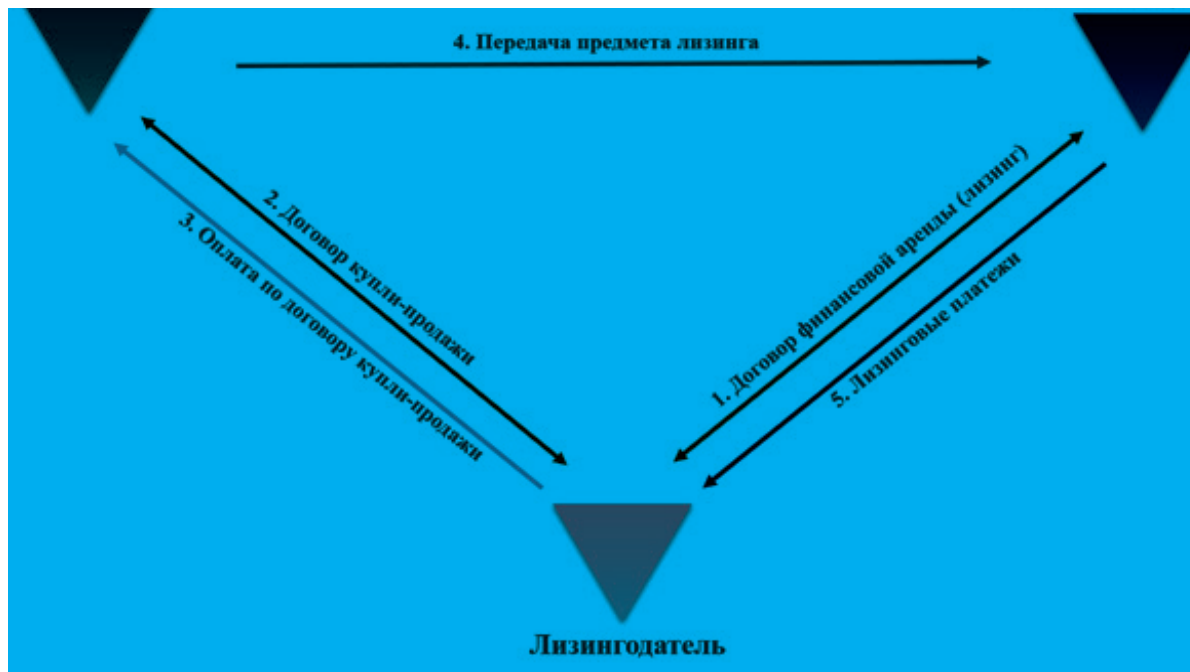 4. Передача предмета лизинга
2. Договор купли-продажи
3. Оплата по договору купли-продажи
1. Договор финансовой аренды (лизинг)
5. Лизинговые платежи
Лизингодатель